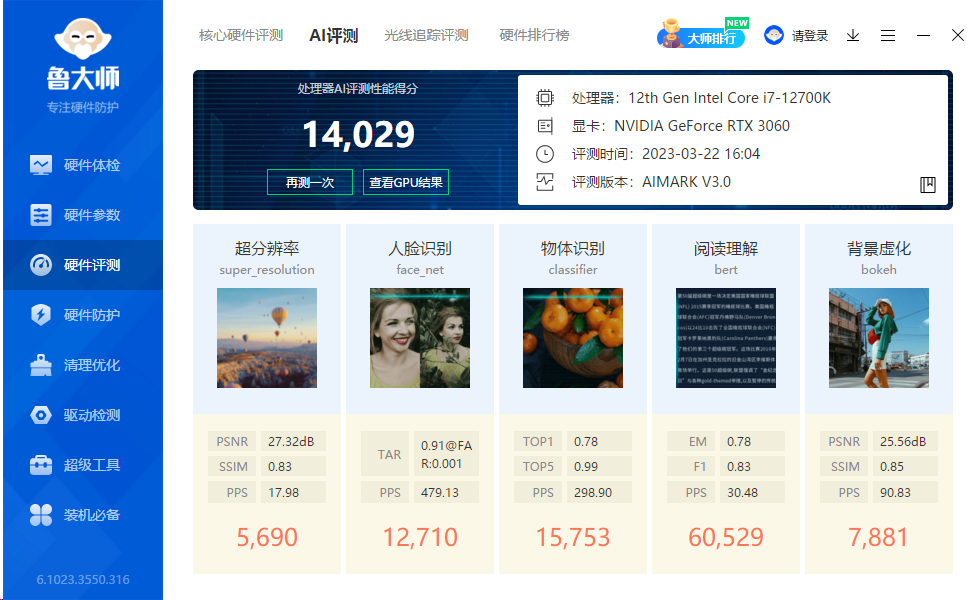 鲁大师
专注硬件防护
硬件体检
硬件参数
硬件评测
硬件防护
清理优化
驱动检测
超级工具
装机必备
6.1023.3550.316
核心硬件评测
AI评测
光线追踪评测
硬件排行榜
大师排行
NEW
请登录
处理器AI评测性能得分
14,029
再测一次
查看GPU结果
处理器：12th Gen Intel Core i7-12700K
显卡：NVIDIA GeForce RTX 3060
评测时间：2023-03-22 16:04
评测版本：AIMARK V3.0
超分辨率
super_resolution
PSNR 27.32dB
SSIM 0.83
PPS 17.98
5,690
人脸识别
face_net
TAR 0.91@FA
R:0.001
PPS 479.13
12,710
物体识别
classifier
TOP1 0.78
TOP5 0.99
PPS 298.90
15,753
阅读理解
bert
EM 0.78
F1 0.83
PPS 30.48
60,529
背景虚化
bokeh
PSNR 25.56dB
SSIM 0.85
PPS 90.83
7,881